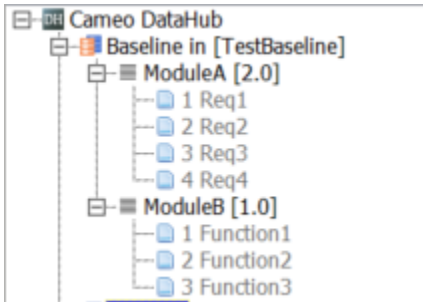 DH Cameo DataHub
Baseline in [TestBaseline]
ModuleA [2.0]
1 Req1
2 Req2
3 Req3
4 Req4
ModuleB [1.0]
1 Function1
2 Function2
3 Function3